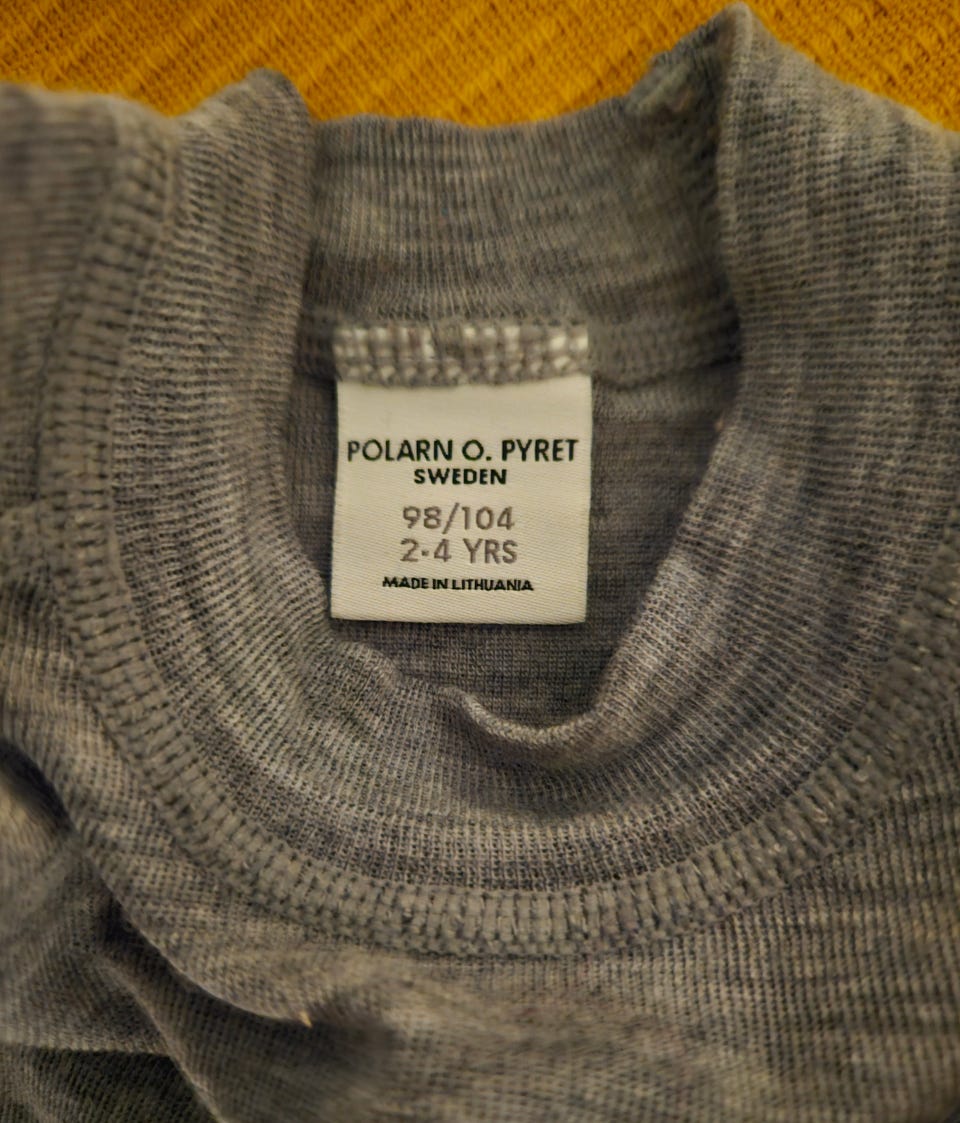 POLARN O. PYRET
SWEDEN
98/104
2-4 YRS
MADE IN LITHUANIA